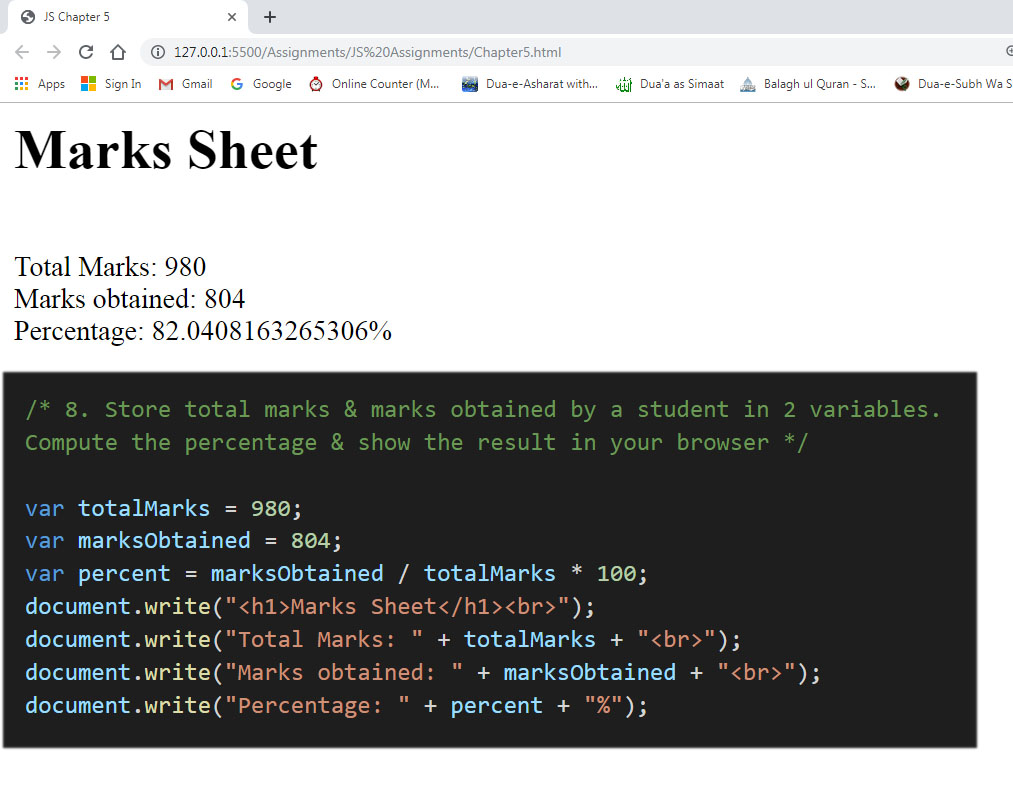 JS Chapter 5
127.0.0.1:5500/Assignments/JS%20Assignments/Chapter5.html
Apps Sign In Gmail Google Online Counter (M... Dua-e-Asharat with... Dua'a as Simaat Balagh ul Quran - S... Dua-e-Subh Wa S
Marks Sheet
Total Marks: 980
Marks obtained: 804
Percentage: 82.0408163265306%
/* 8. Store total marks & marks obtained by a student in 2 variables.
Compute the percentage & show the result in your browser */
var totalMarks = 980;
var marksObtained = 804;
var percent = marksObtained / totalMarks * 100;
document.write("<h1>Marks Sheet</h1><br>");
document.write("Total Marks: " + totalMarks + "<br>");
document.write("Marks obtained: " + marksObtained + "<br>");
document.write("Percentage: " + percent + "%");